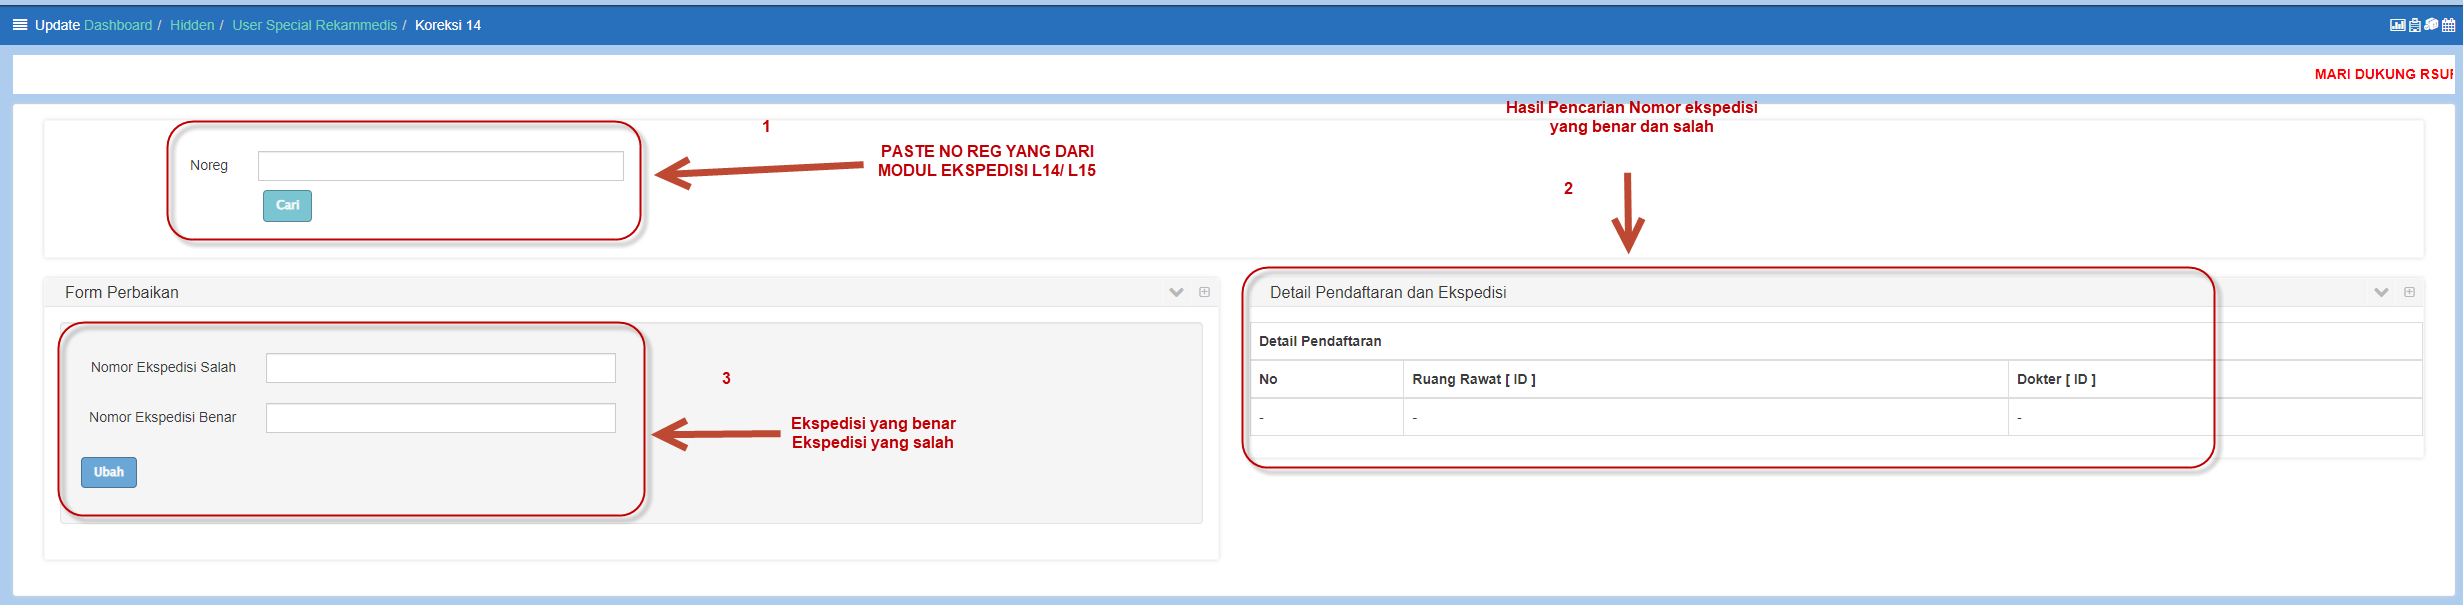 Update Dashboard / Hidden / User Special Rekammedis / Koreksi 14
MARI DUKUNG RSU
1
Noreg
Cari
PASTE NO REG YANG DARI
MODUL EKSPEDISI L14/ L15
Hasil Pencarian Nomor ekspedisi
yang benar dan salah
2
Form Perbaikan
Nomor Ekspedisi Salah
Nomor Ekspedisi Benar
Ubah
3
Ekspedisi yang benar
Ekspedisi yang salah
Detail Pendaftaran dan Ekspedisi
Detail Pendaftaran
No Ruang Rawat [ ID ] Dokter [ ID ]
- - -